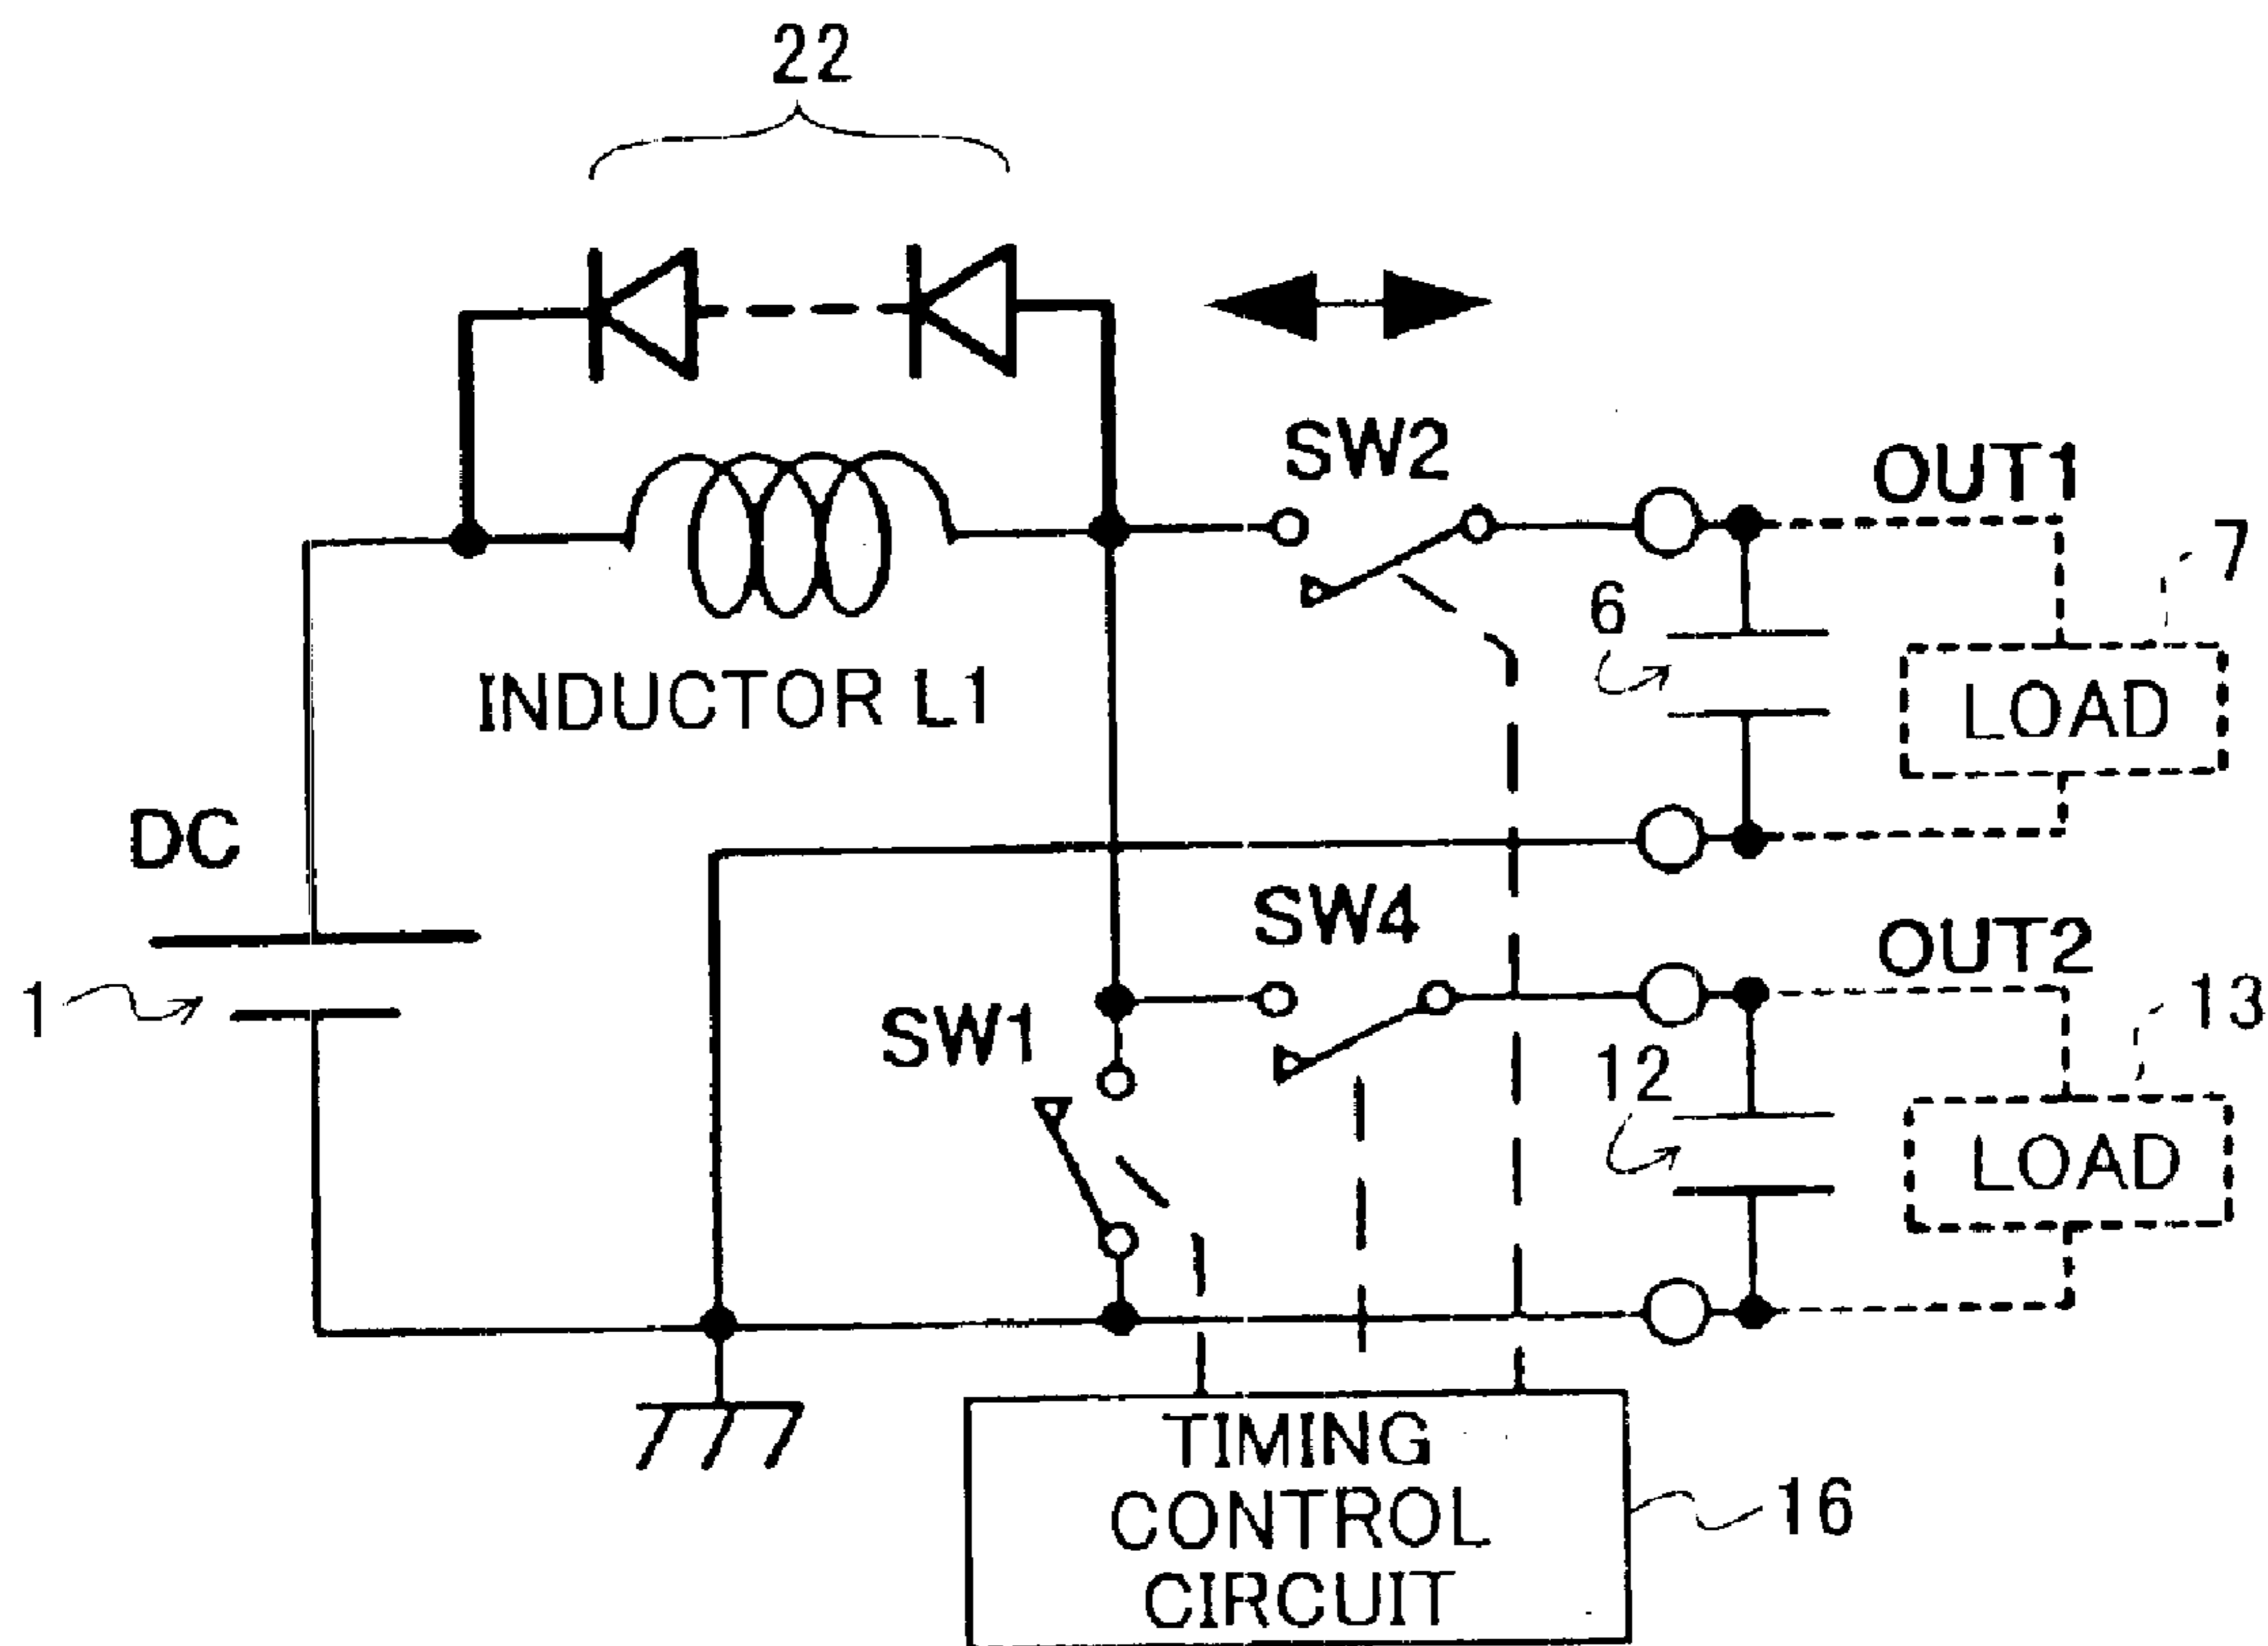 22
SW2
OUT1
7
6
LOAD
INDUCTOR L1
DC
SW4
OUT2
1
SW1
13
12
LOAD
TIMING
CONTROL
CIRCUIT
16